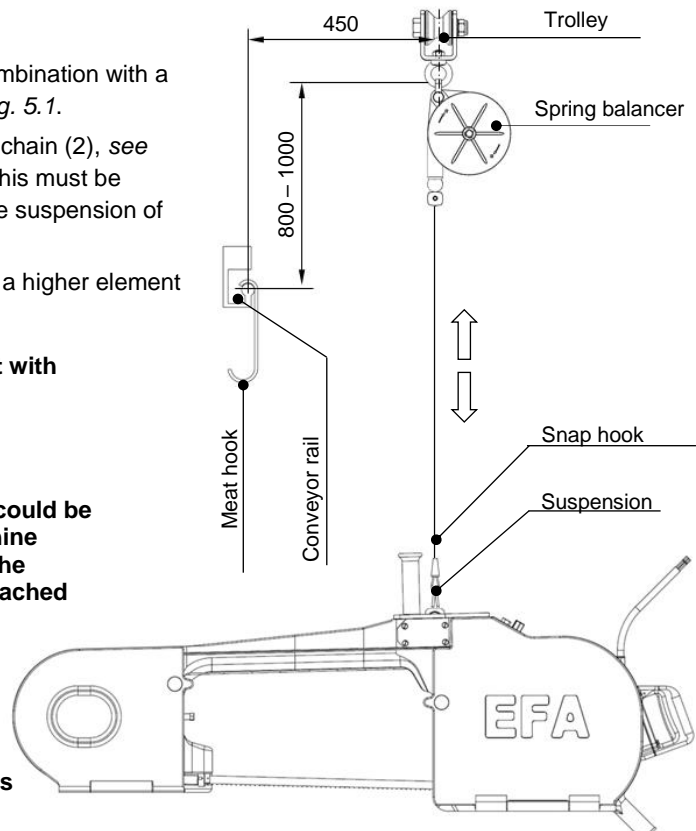 mbination with a
g. 5.1.
chain (2), see
his must be
e suspension of
a higher element
t with
could be
ine
he
ached
s
450
Trolley
Spring balancer
800 – 1000
Meat hook
Conveyor rail
Snap hook
Suspension
EFA